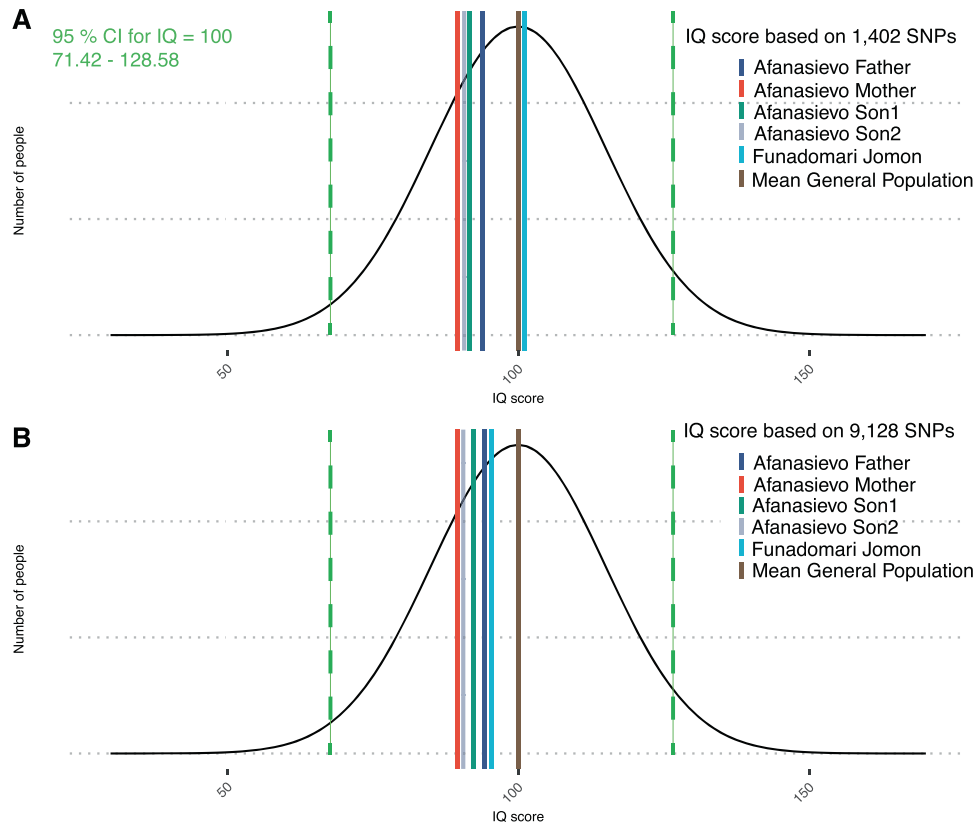 A
95 % CI for IQ = 100
71.42 - 128.58
IQ score based on 1,402 SNPs
Afanasievo Father
Afanasievo Mother
Afanasievo Son1
Afanasievo Son2
Funadomari Jomon
Mean General Population
Number of people
50
100
150
IQ score
B
IQ score based on 9,128 SNPs
Afanasievo Father
Afanasievo Mother
Afanasievo Son1
Afanasievo Son2
Funadomari Jomon
Mean General Population
Number of people
50
100
150
IQ score